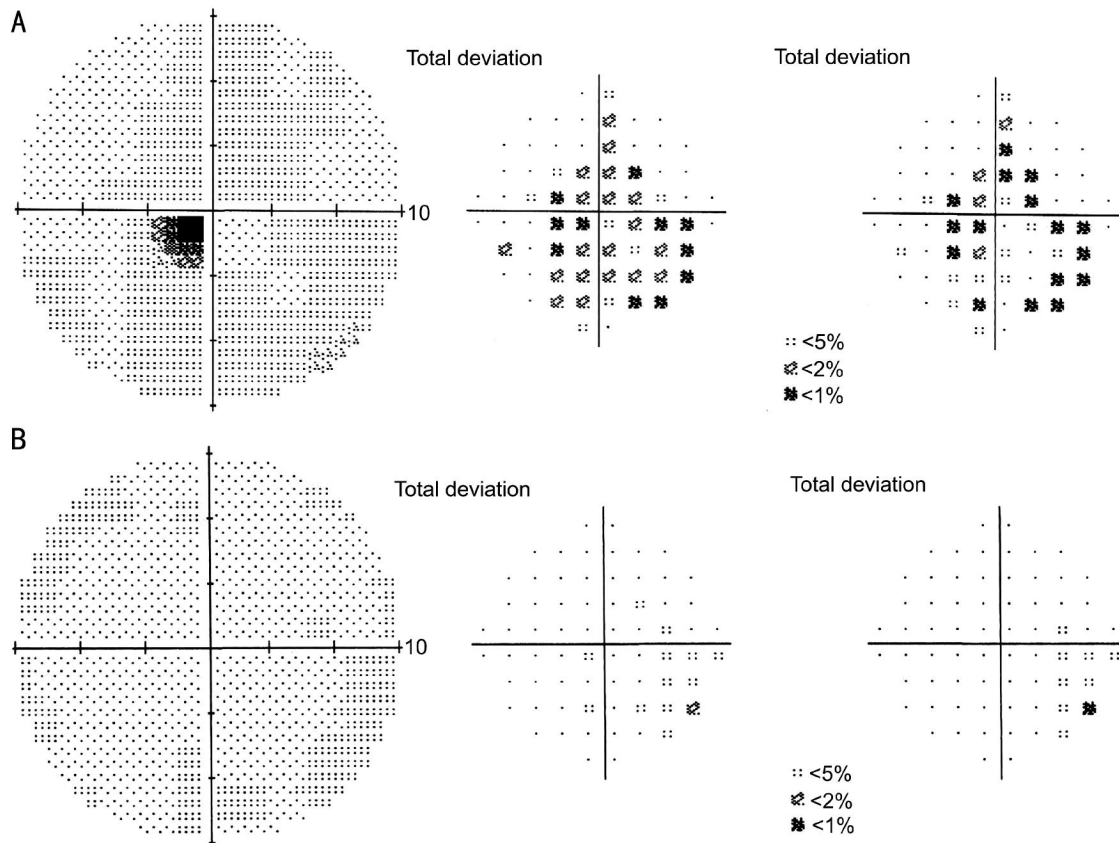 A
Total deviation
Total deviation
10
<5%
<2%
<1%
B
Total deviation
Total deviation
10
<5%
<2%
<1%